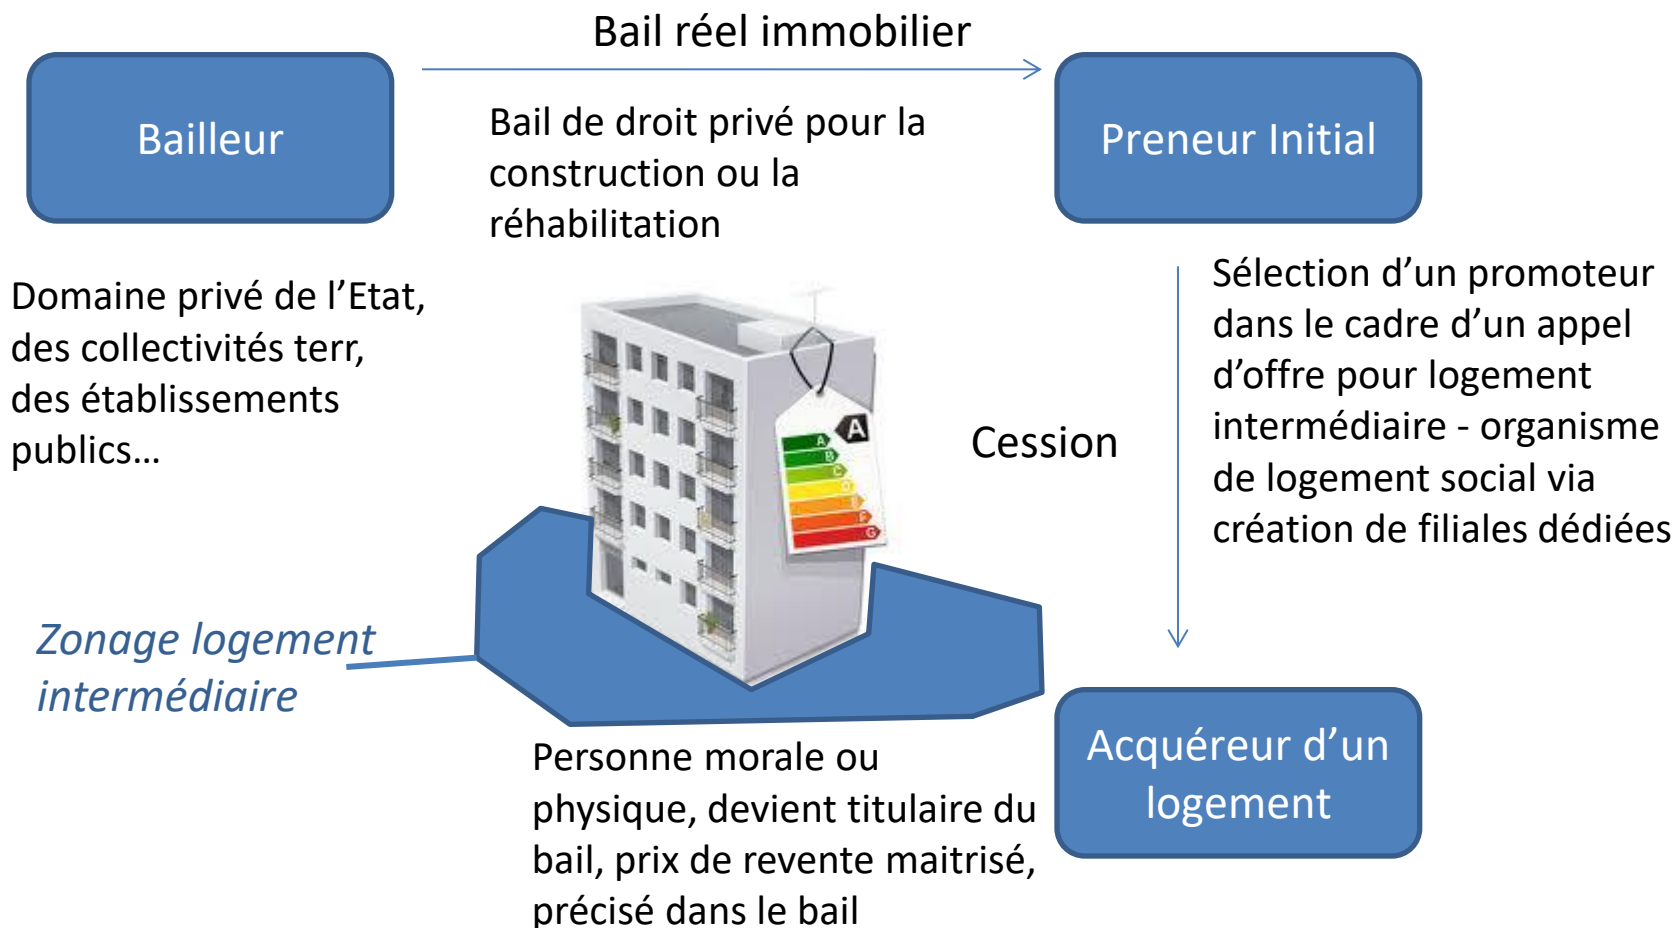 Bail réel immobilier
Bailleur
Bail de droit privé pour la
construction ou la
réhabilitation
Preneur Initial
Domaine privé de l’Etat,
des collectivités terr,
des établissements
publics…
Sélection d’un promoteur
dans le cadre d’un appel
d’offre pour logement
intermédiaire - organisme
de logement social via
création de filiales dédiées
A
A
B
C
D
E
F
G
Cession
Zonage logement
intermédiaire
Personne morale ou
physique, devient titulaire du
bail, prix de revente maitrisé,
précisé dans le bail
Acquéreur d’un
logement